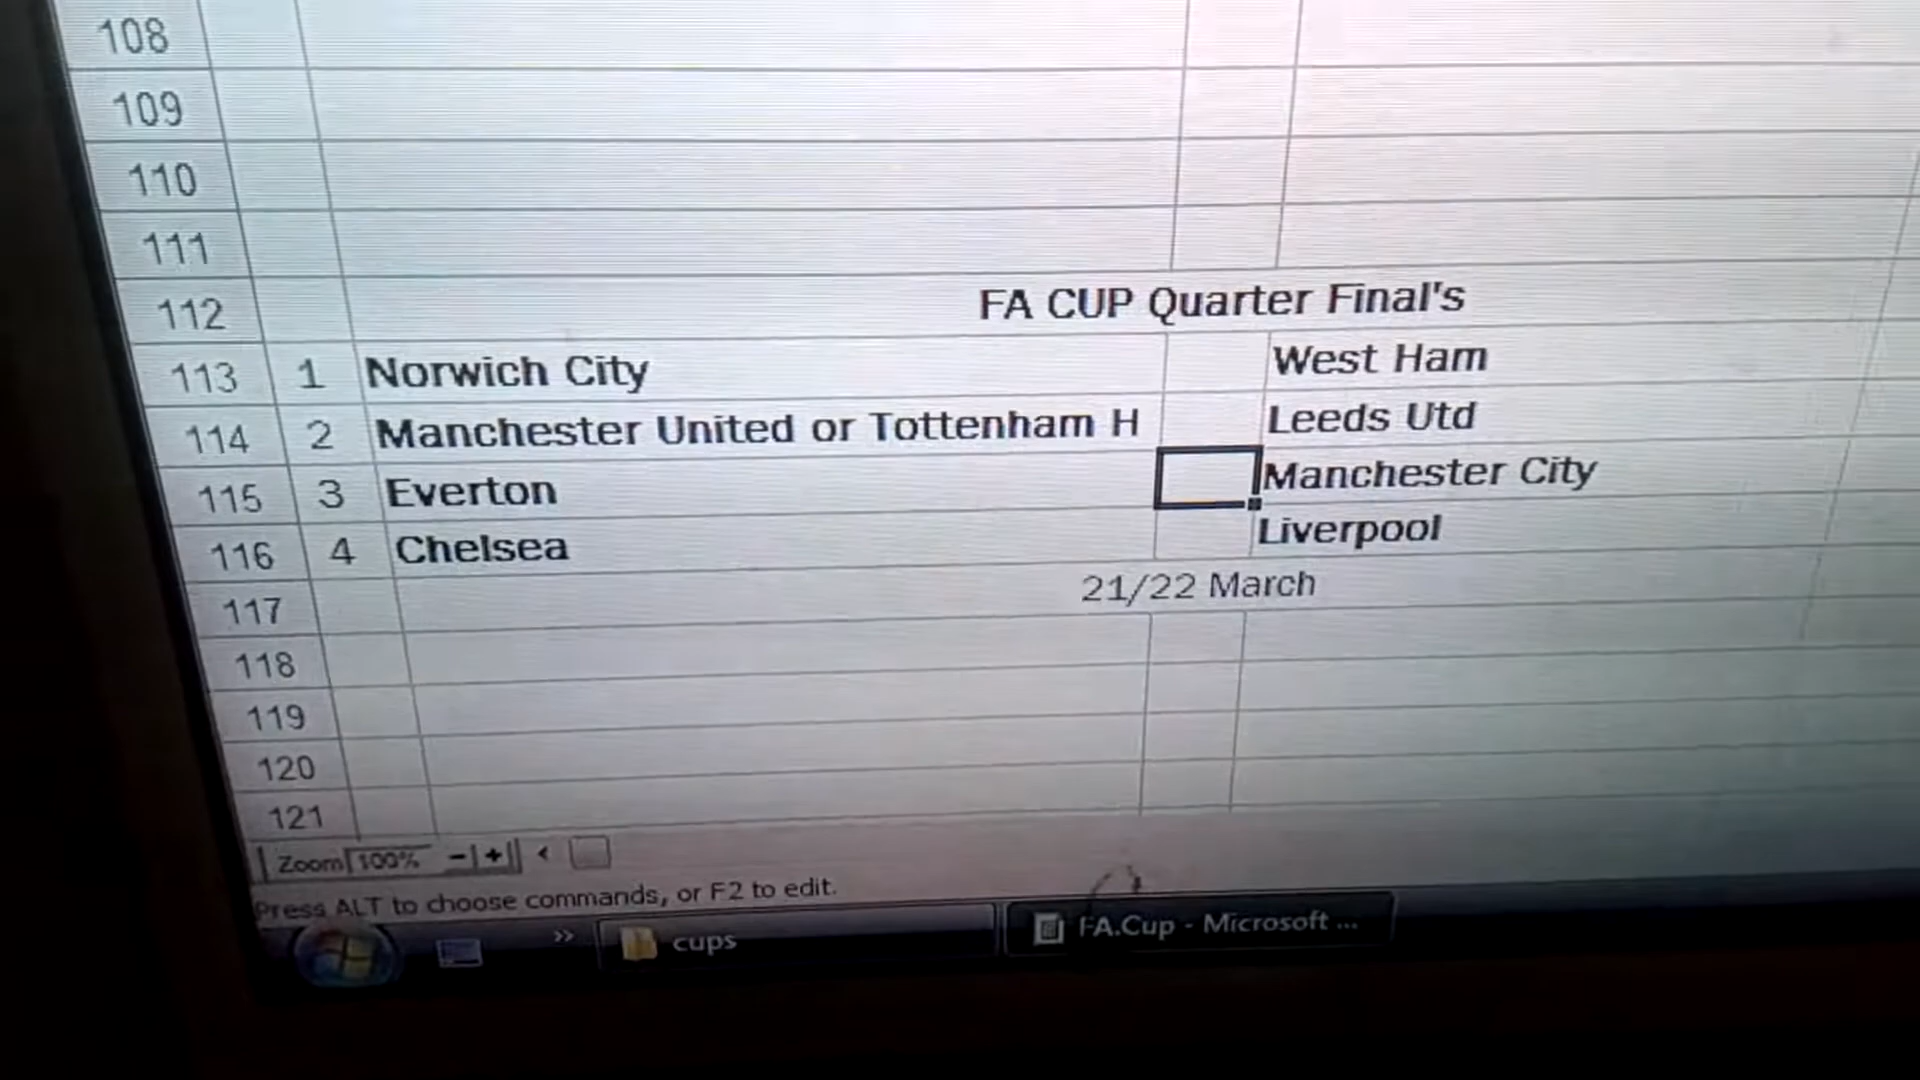 108
109
110
111
112 FA CUP Quarter Final's
113 1 Norwich City West Ham
114 2 Manchester United or Tottenham H Leeds Utd
115 3 Everton Manchester City
116 4 Chelsea Liverpool
117 21/22 March
118
119
120
121
Zoom 100% - + <
Press ALT to choose commands, or F2 to edit.
» cups FA.Cup - Microsoft ...